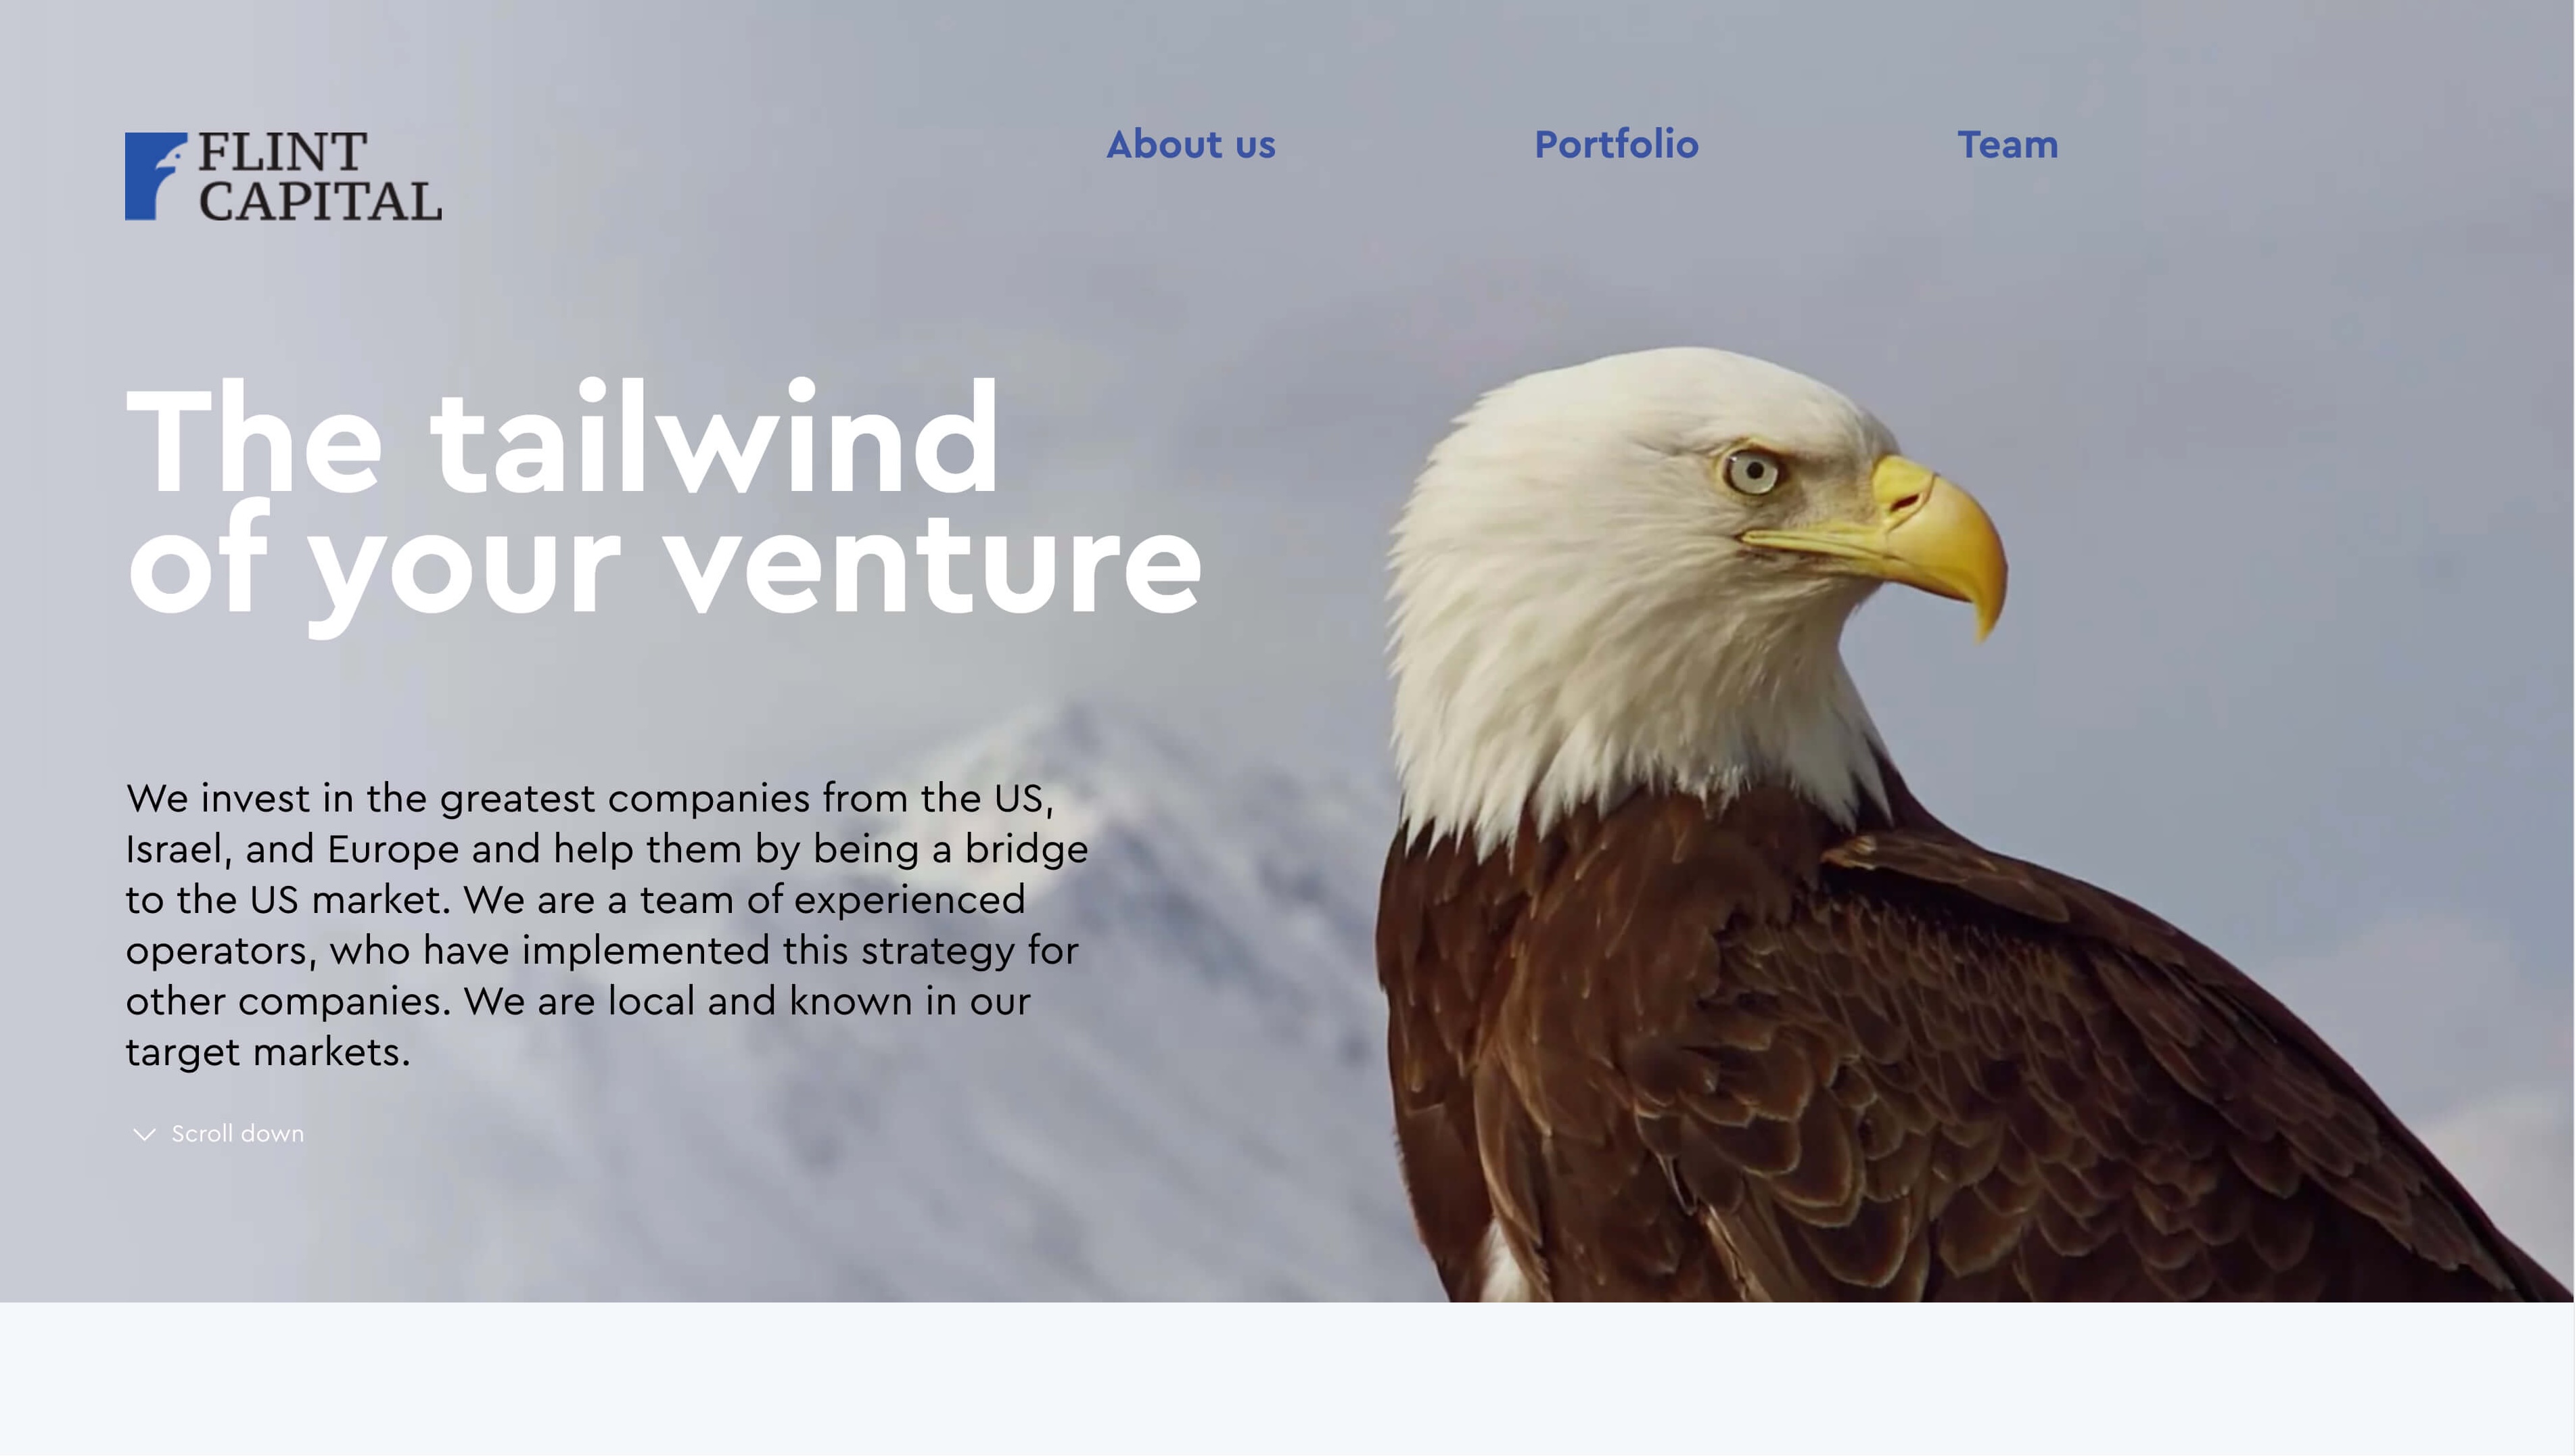 FLINT
CAPITAL
About us
Portfolio
Team
The tailwind
of your venture
We invest in the greatest companies from the US,
Israel, and Europe and help them by being a bridge
to the US market. We are a team of experienced
operators, who have implemented this strategy for
other companies. We are local and known in our
target markets.
Scroll down